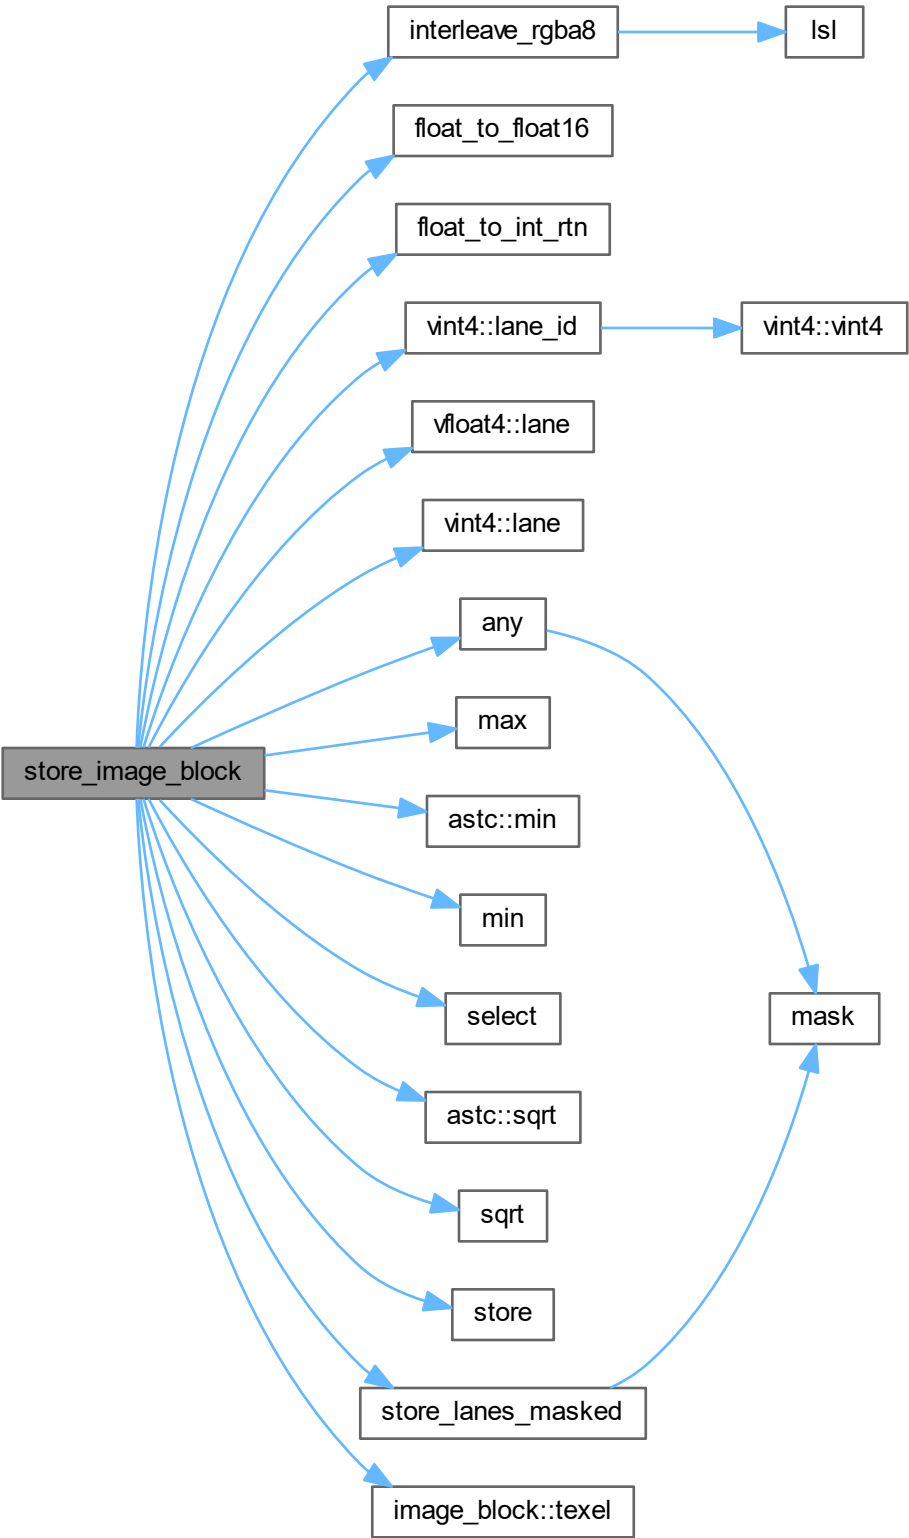 interleave_rgba8
lsl
float_to_float16
float_to_int_rtn
vint4::lane_id
vint4::vint4
vfloat4::lane
vint4::lane
any
max
store_image_block
astc::min
min
select
mask
astc::sqrt
sqrt
store
store_lanes_masked
image_block::texel